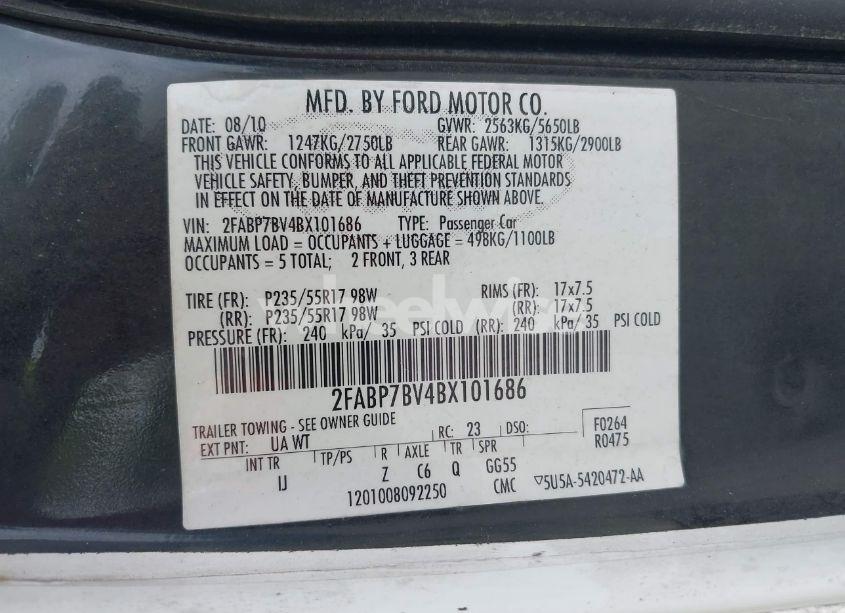 MFD. BY FORD MOTOR CO.
DATE: 08/10 GVWR: 2563KG/5650LB
FRONT GAWR: 1247KG/2750LB REAR GAWR: 1315KG/2900LB
THIS VEHICLE CONFORMS TO ALL APPLICABLE FEDERAL MOTOR
VEHICLE SAFETY, BUMPER, AND THEFT PREVENTION STANDARDS
IN EFFECT ON THE DATE OF MANUFACTURE SHOWN ABOVE.
VIN: 2FABP7BV4BX101686 TYPE: Passenger Car
MAXIMUM LOAD = OCCUPANTS + LUGGAGE = 498KG/1100LB
OCCUPANTS = 5 TOTAL; 2 FRONT, 3 REAR
TIRE (FR): P235/55R17 98W RIMS (FR): 17x7.5
(RR): P235/55R17 98W (RR): 17x7.5
PRESSURE (FR): 240 kPa/ 35 PSI COLD (RR): 240 kPa/ 35 PSI COLD
2FABP7BV4BX101686
TRAILER TOWING - SEE OWNER GUIDE
RC: 23 DSO: F0264
EXT PNT: UA WT R0475
INT TR TP/PS R AXLE TR SPR
IJ Z C6 Q GG55
1201008092250 CMC ▽5U5A-5420472-AA